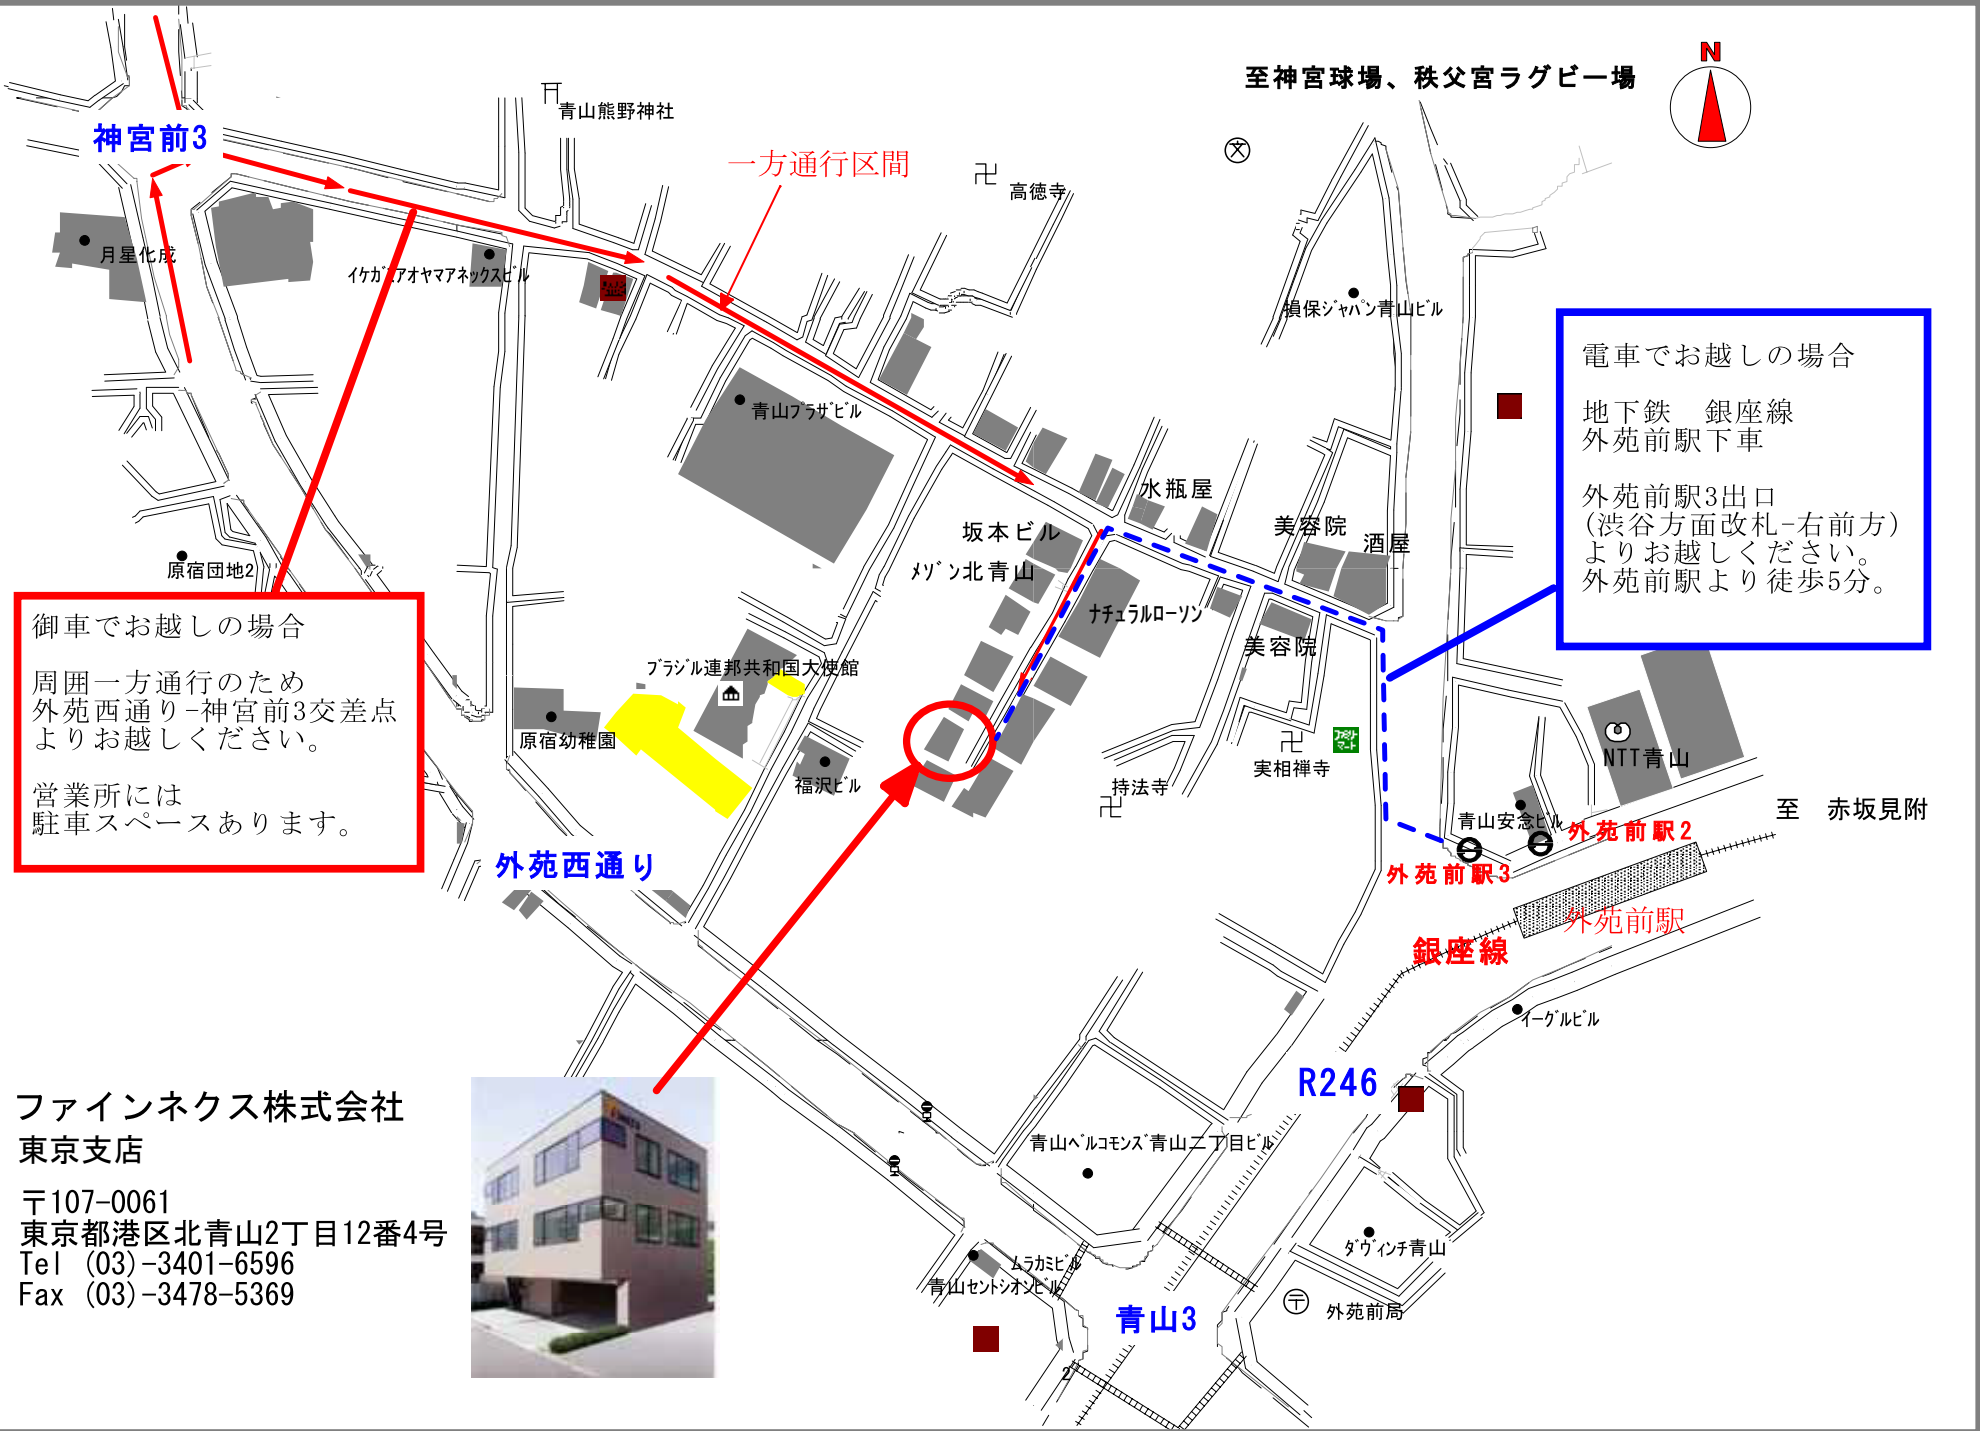 N
至神宮球場、秩父宮ラグビー場
神宮前3
青山熊野神社
一方通行区間
高徳寺
月星化成
イケガミアオヤマアネックスビル
損保ジャパン青山ビル
青山プラザビル
電車でお越しの場合
地下鉄　銀座線
外苑前駅下車
外苑前駅3出口
(渋谷方面改札-右前方)
よりお越しください。
外苑前駅より徒歩5分。
水瓶屋
坂本ビル
美容院
酒屋
メゾン北青山
原宿団地2
ナチュラルローソン
美容院
御車でお越しの場合
周囲一方通行のため
外苑西通り-神宮前3交差点
よりお越しください。
営業所には
駐車スペースあります。
ブラジル連邦共和国大使館
原宿幼稚園
福沢ビル
持法寺
実相禅寺
ファミリーマート
NTT青山
青山安念ビル
外苑前駅2
至　赤坂見附
外苑前駅3
外苑西通り
外苑前駅
銀座線
イーグルビル
R246
青山ベルコモンズ青山二丁目ビル
ファインネクス株式会社
東京支店
〒107-0061
東京都港区北青山2丁目12番4号
Tel (03)-3401-6596
Fax (03)-3478-5369
ダヴィンチ青山
ムラカミビル
青山セントシオンビル
青山3
外苑前局
2